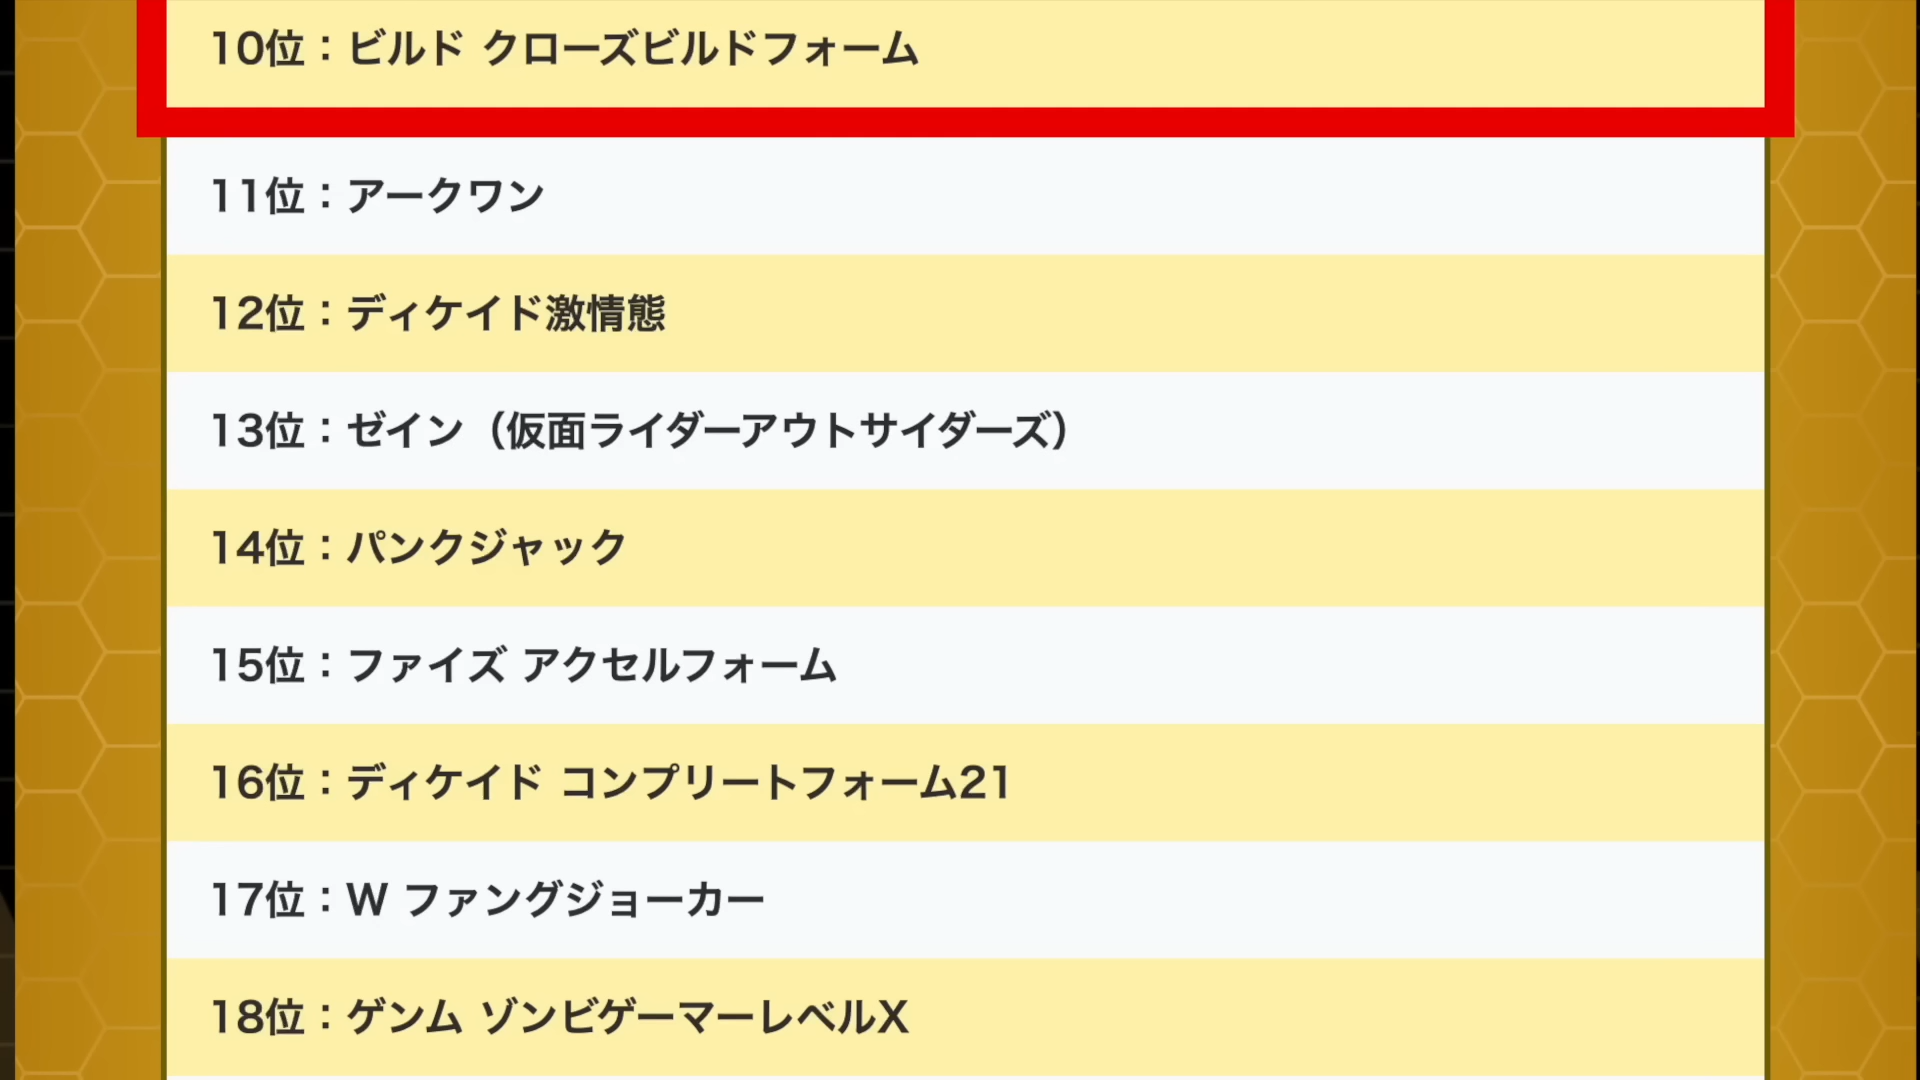 10位：ビルド クローズビルドフォーム
11位：アークワン
12位：ディケイド激情態
13位：ゼイン（仮面ライダーアウトサイダーズ）
14位：パンクジャック
15位：ファイズ アクセルフォーム
16位：ディケイド コンプリートフォーム21
17位：W ファングジョーカー
18位：ゲンム ゾンビゲーマーレベルX